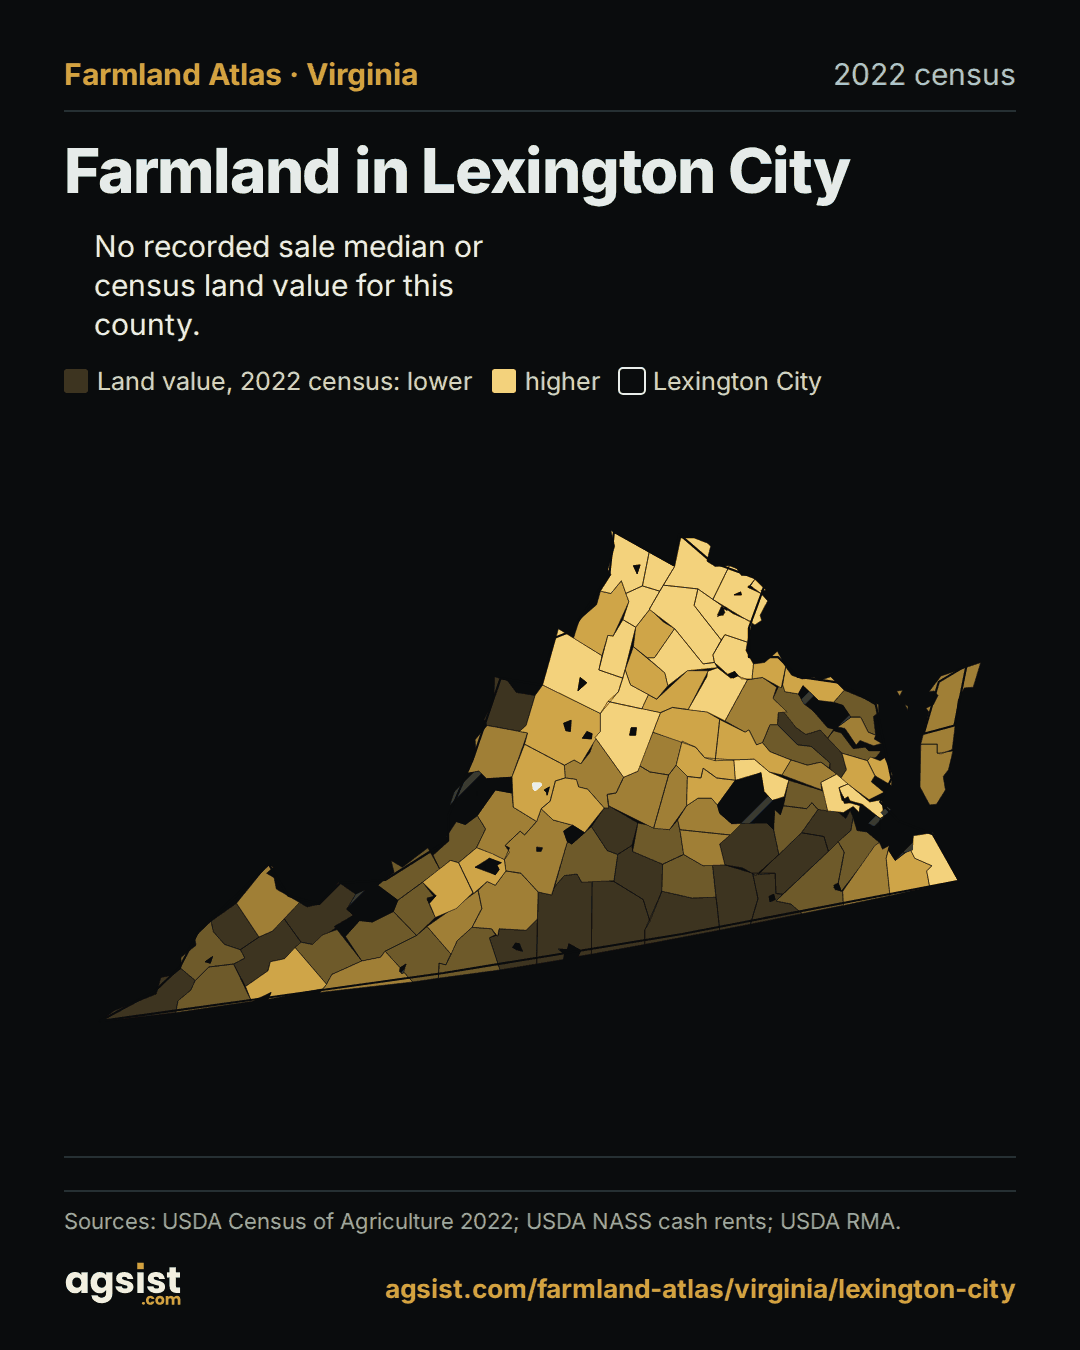 Farmland Atlas · Virginia
2022 census
Farmland in Lexington City
No recorded sale median or
census land value for this
county.
Land value, 2022 census: lower higher Lexington City
Sources: USDA Census of Agriculture 2022; USDA NASS cash rents; USDA RMA.
agsist
.com
agsist.com/farmland-atlas/virginia/lexington-city